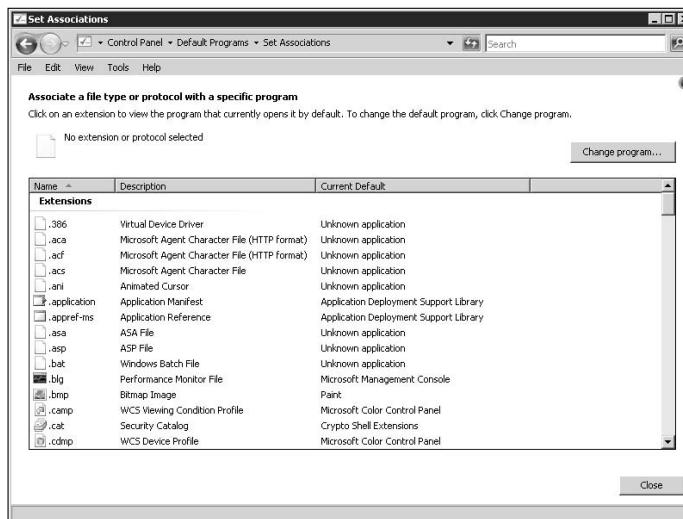 Set Associations
Control Panel Default Programs Set Associations Search
File Edit View Tools Help
Associate a file type or protocol with a specific program
Click on an extension to view the program that currently opens it by default. To change the default program, click Change program.
No extension or protocol selected
Change program...
Name Description Current Default
Extensions
.386 Virtual Device Driver Unknown application
.aca Microsoft Agent Character File (HTTP format) Unknown application
.acf Microsoft Agent Character File (HTTP format) Unknown application
.acs Microsoft Agent Character File Unknown application
.ani Animated Cursor Unknown application
.application Application Manifest Application Deployment Support Library
.appref-ms Application Reference Application Deployment Support Library
.asa ASA File Unknown application
.asp ASP File Unknown application
.bat Windows Batch File Unknown application
.blg Performance Monitor File Microsoft Management Console
.bmp Bitmap Image Paint
.camp WCS Viewing Condition Profile Microsoft Color Control Panel
.cat Security Catalog Crypto Shell Extensions
.cdmp WCS Device Profile Microsoft Color Control Panel
Close